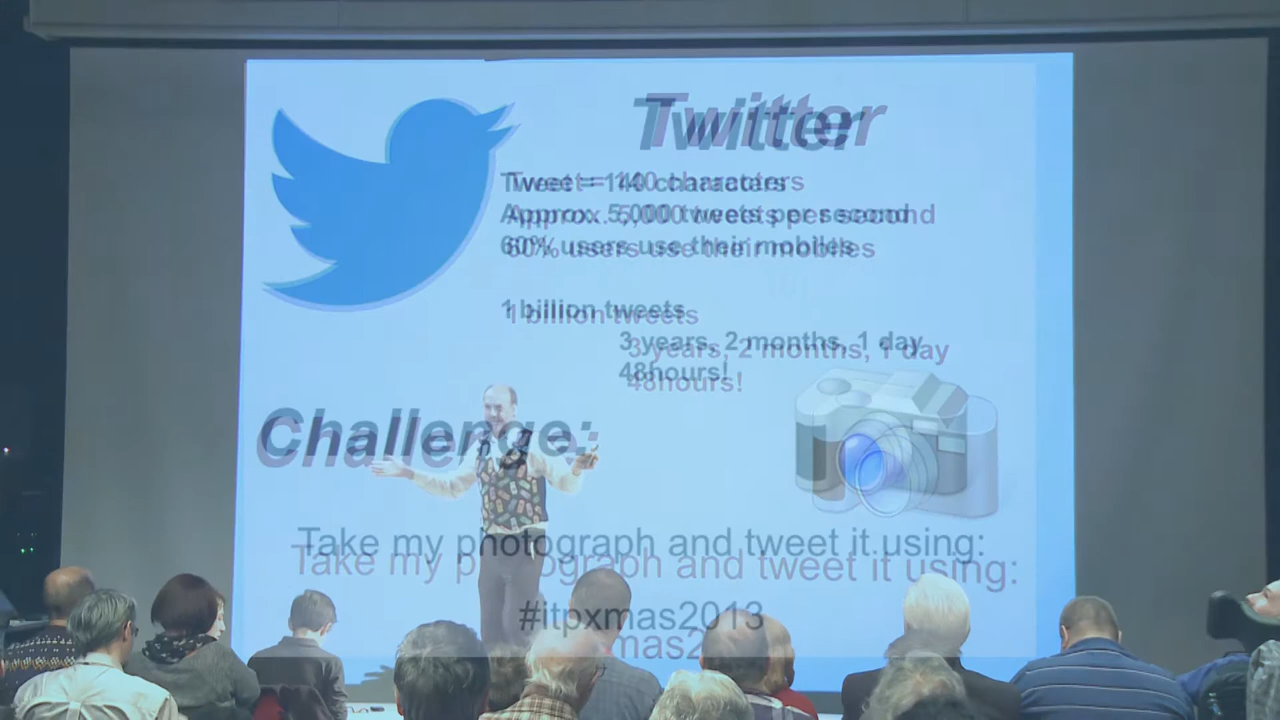 Twitter
Tweet = 140 characters
Approx. 5,000 tweets per second
60% users use their mobiles
1 billion tweets
3 years, 2 months, 1 day
48hours!
Challenge:
Take my photograph and tweet it using:
#itpxmas2013